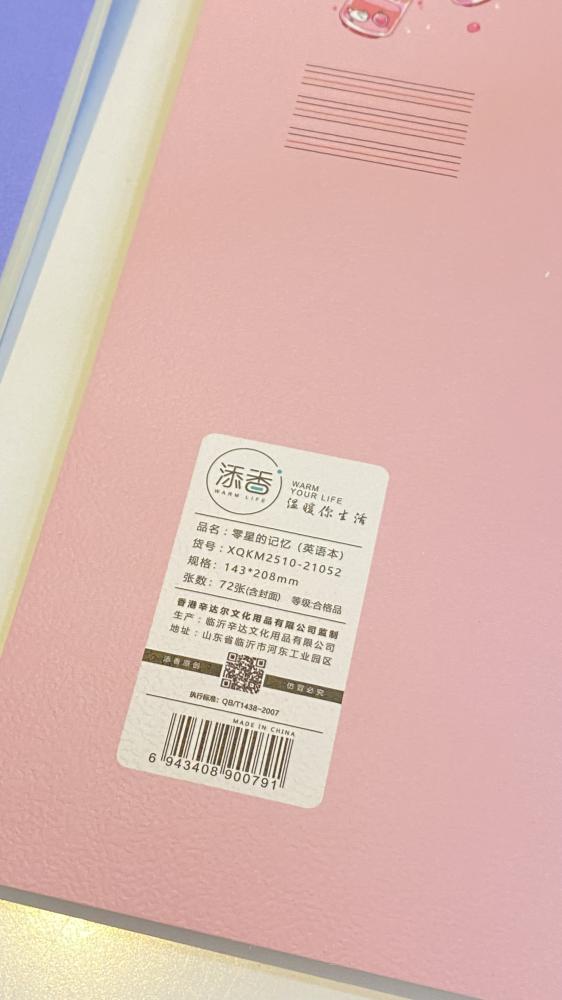 添香
WARM LIFE
WARM
YOUR LIFE
温暖你生活
品名：零星的记忆（英语本）
货号：XQKM2510-21052
规格：143*208mm
张数：72张(含封面) 等级:合格品
香港辛达尔文化用品有限公司监制
生产：临沂辛达文化用品有限公司
地址：山东省临沂市河东工业园区
添香原创 仿冒必究
执行标准：QB/T1438-2007
MADE IN CHINA
6 943408 900791